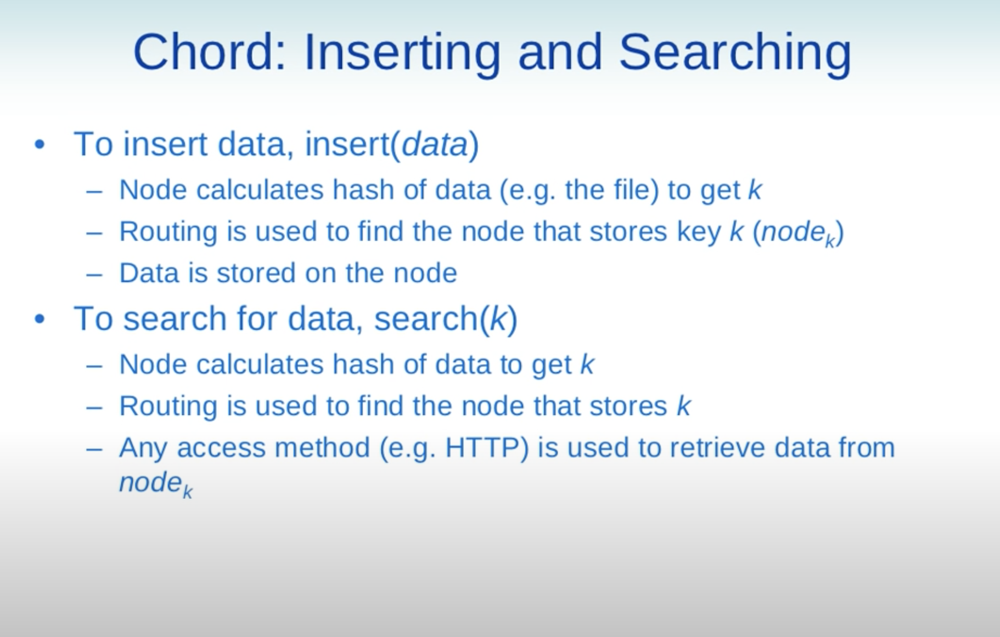 Chord: Inserting and Searching
• To insert data, insert(data)
– Node calculates hash of data (e.g. the file) to get k
– Routing is used to find the node that stores key k (nodek)
– Data is stored on the node
• To search for data, search(k)
– Node calculates hash of data to get k
– Routing is used to find the node that stores k
– Any access method (e.g. HTTP) is used to retrieve data from
nodek